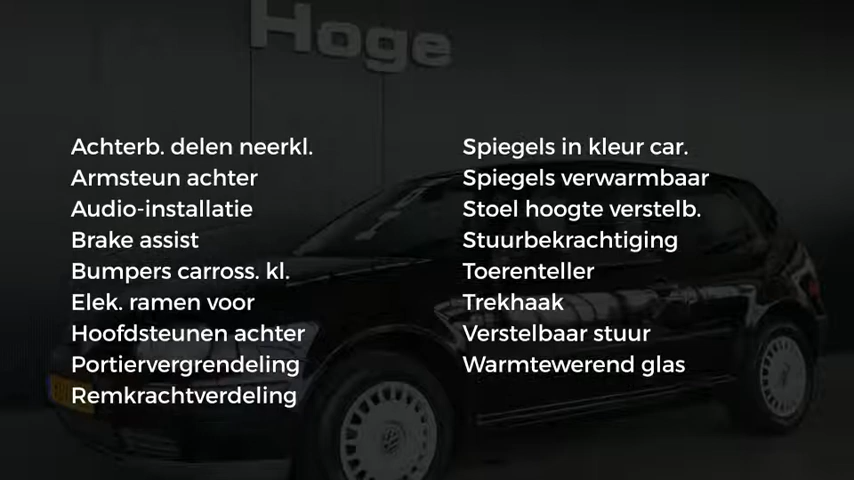 Hoge
Achterb. delen neerkl.
Armsteun achter
Audio-installatie
Brake assist
Bumpers carross. kl.
Elek. ramen voor
Hoofdsteunen achter
Portiervergrendeling
Remkrachtverdeling
Spiegels in kleur car.
Spiegels verwarmbaar
Stoel hoogte verstelb.
Stuurbekrachtiging
Toerenteller
Trekhaak
Verstelbaar stuur
Warmtewerend glas